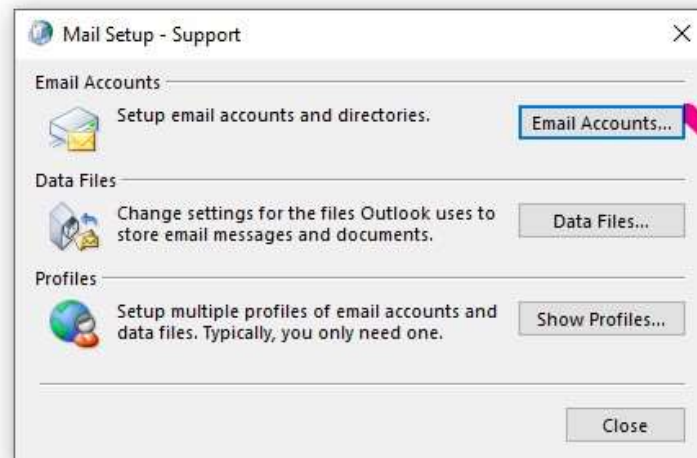 Mail Setup - Support
Email Accounts
Setup email accounts and directories.
Email Accounts...
Data Files
Change settings for the files Outlook uses to
store email messages and documents.
Data Files...
Profiles
Setup multiple profiles of email accounts and
data files. Typically, you only need one.
Show Profiles...
Close